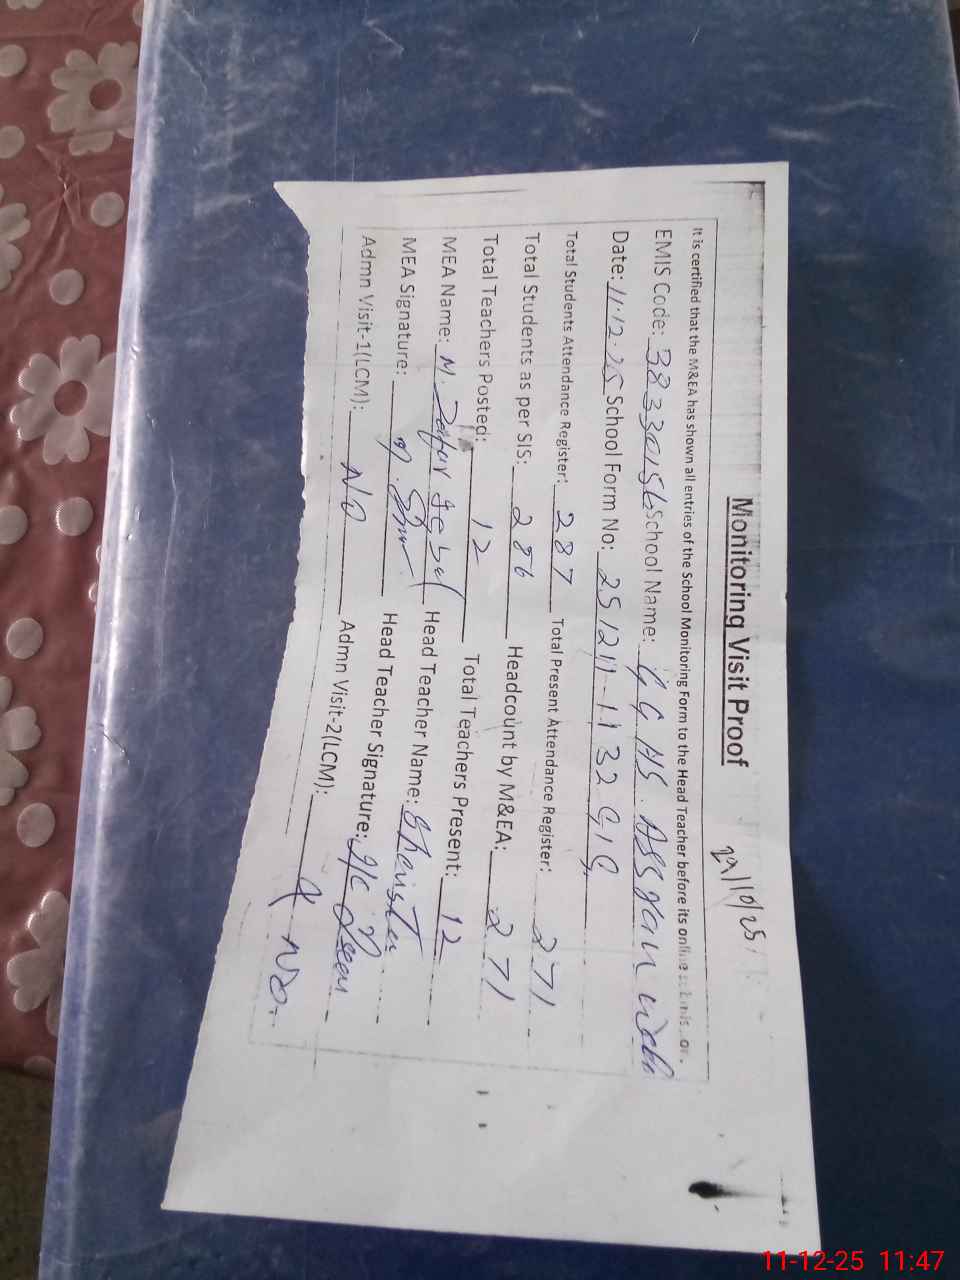 Monitoring Visit Proof
29/10/25
It is certified that the M&EA has shown all entries of the School Monitoring Form to the Head Teacher before its online
EMIS Code: 38330156 School Name: GGHS. Asgau
Date: 11.12.25 School Form No: 251211-1132
Total Students Attendance Register: 287 Total Present Attendance Register: 271
Total Students as per SIS: 286 Headcount by M&EA: 271
Total Teachers Posted: 12 Total Teachers Present: 12
MEA Name: M. Zafar Iqbal Head Teacher Name:
MEA Signature: Head Teacher Signature:
Admn Visit-1(LCM): NO Admn Visit-2(LCM):
11-12-25 11:47